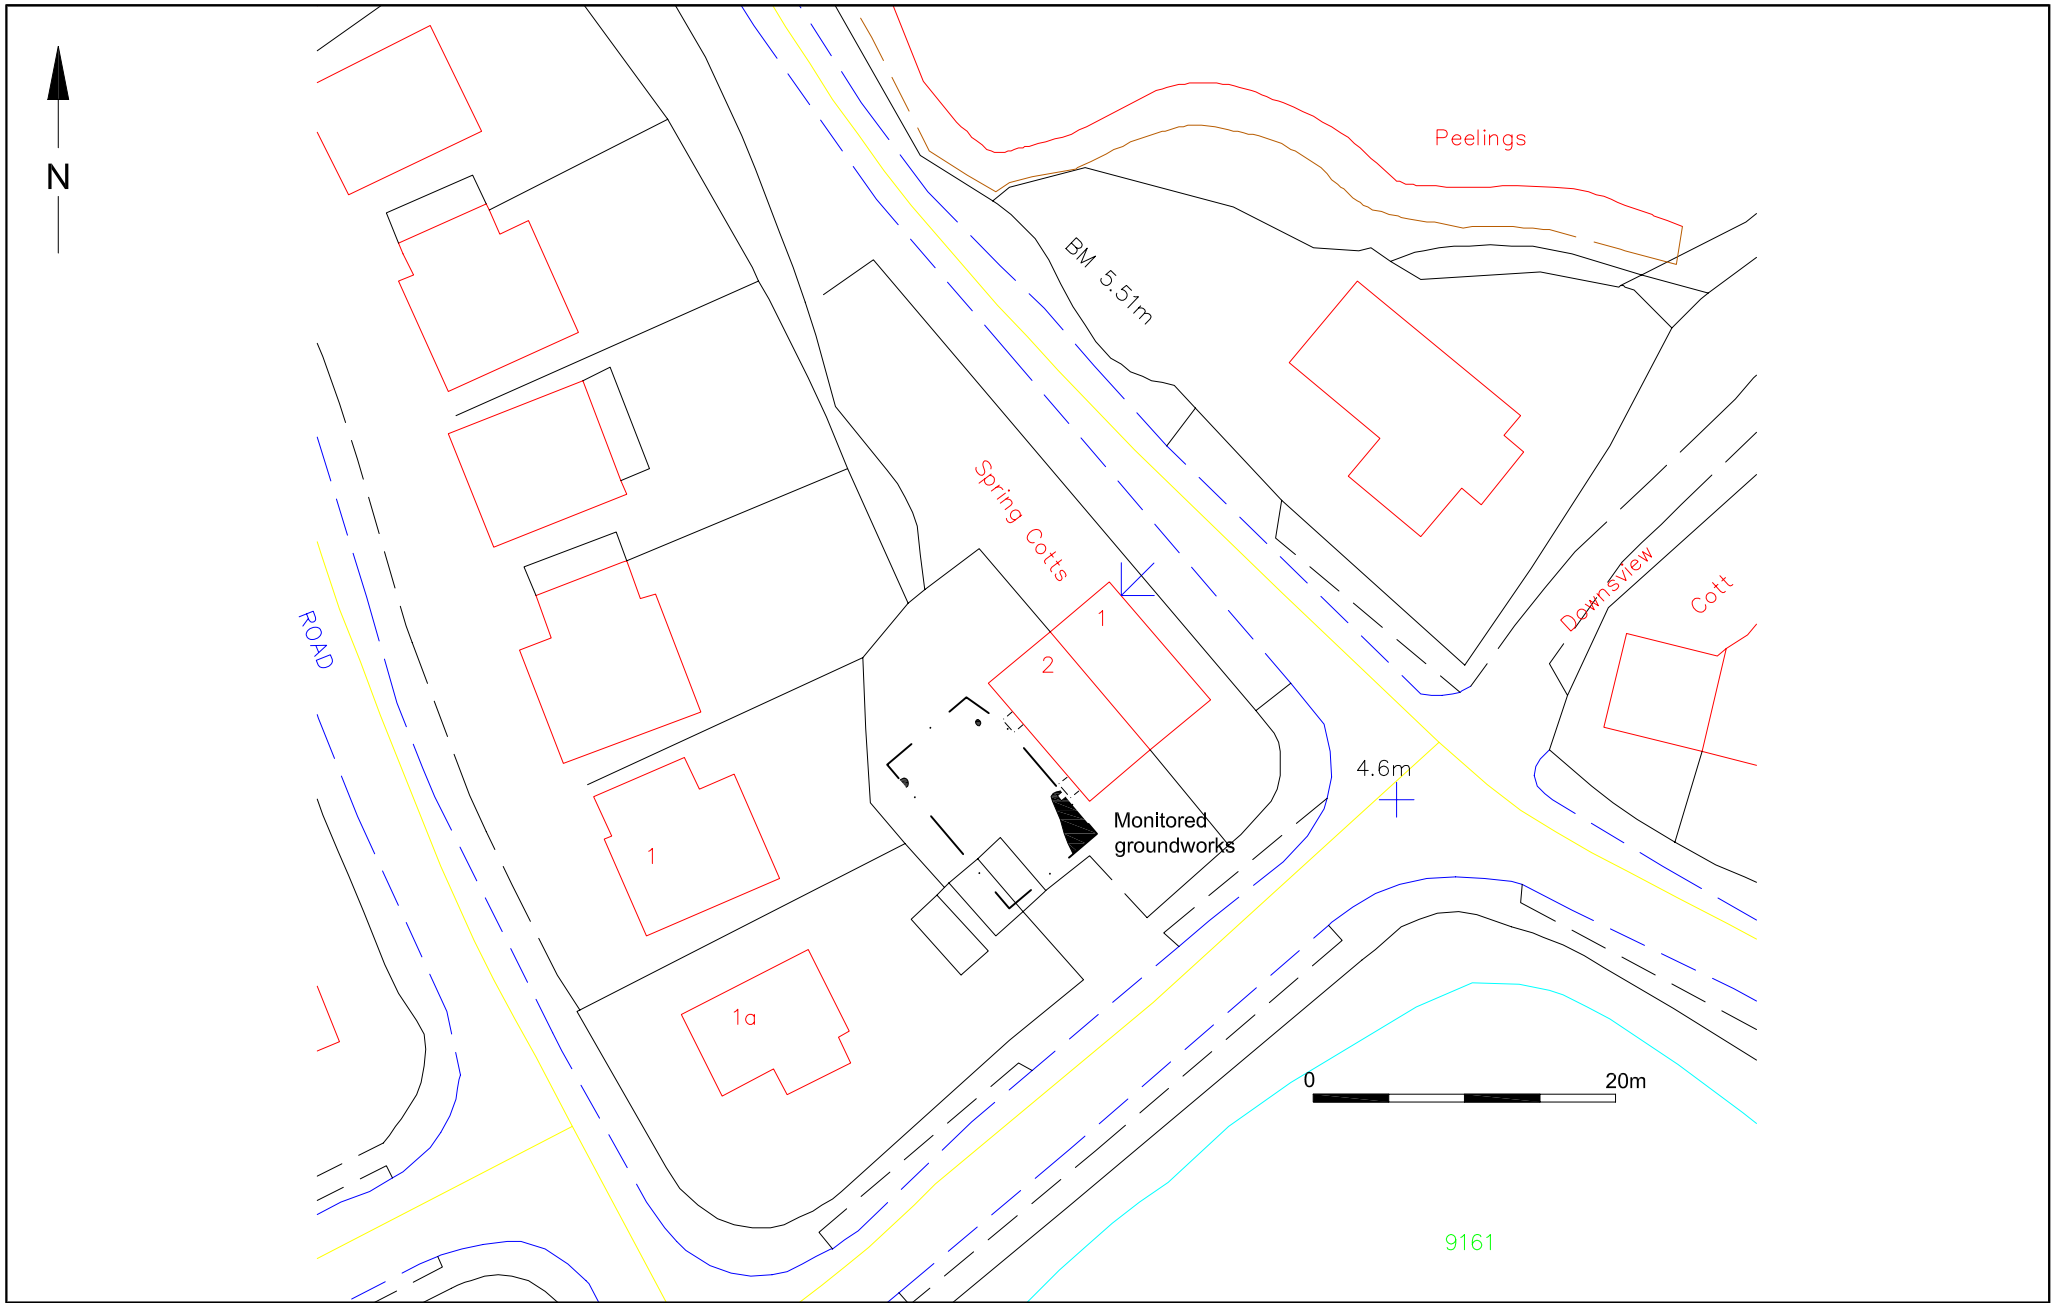 N
Peelings
BM 5.51m
Spring Cotts
Downsview
Cott
ROAD
1
2
4.6m
Monitored
groundworks
1
1a
0 20m
9161